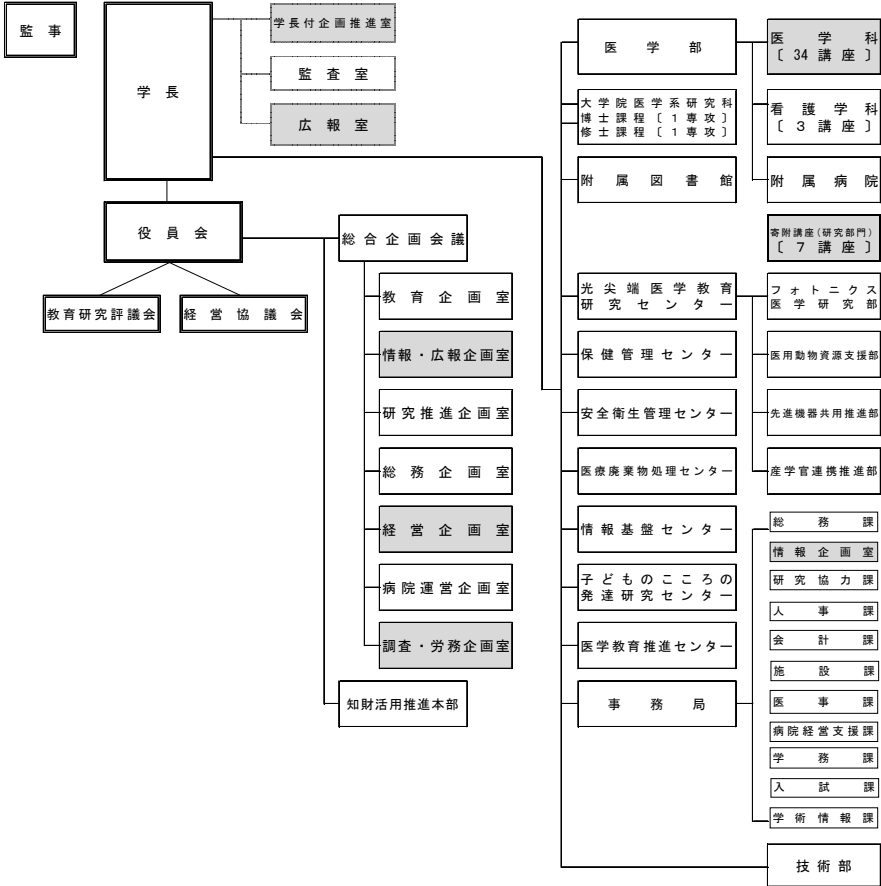 監事
学長
学長付企画推進室
監査室
広報室
役員会
教育研究評議会
経営協議会
総合企画会議
教育企画室
情報・広報企画室
研究推進企画室
総務企画室
経営企画室
病院運営企画室
調査・労務企画室
知財活用推進本部
医学部
大学院医学系研究科
博士課程〔1専攻〕
修士課程〔1専攻〕
附属図書館
光尖端医学教育
研究センター
保健管理センター
安全衛生管理センター
医療廃棄物処理センター
情報基盤センター
子どものこころの
発達研究センター
医学教育推進センター
事務局
医学科
〔34講座〕
看護学科
〔3講座〕
附属病院
寄附講座(研究部門)
〔7講座〕
フォトニクス
医学研究部
医用動物資源支援部
先進機器共用推進部
産学官連携推進部
総務課
情報企画室
研究協力課
人事課
会計課
施設課
医事課
病院経営支援課
学務課
入試課
学術情報課
技術部